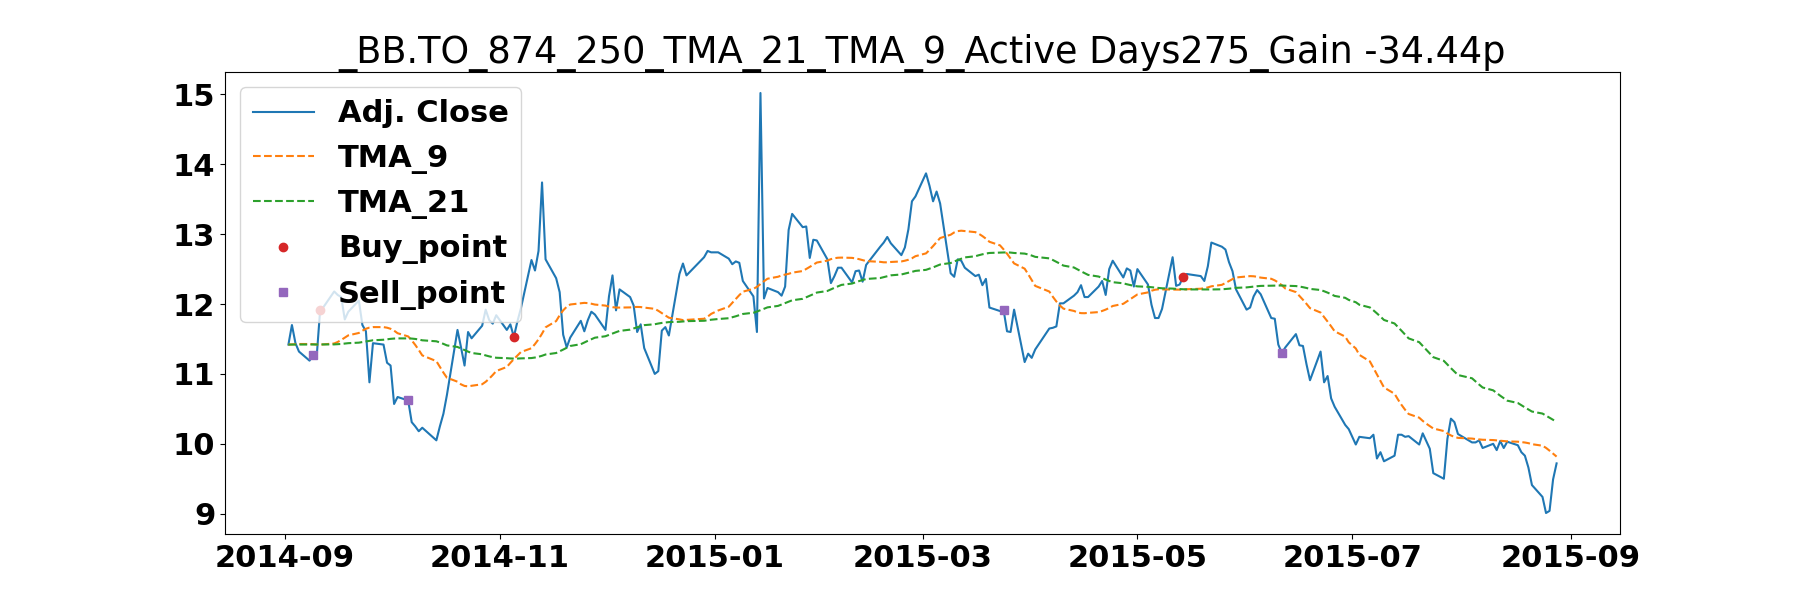 _BB.TO_874_250_TMA_21_TMA_9_Active Days275_Gain -34.44p
15
14
13
12
11
10
9
Adj. Close
TMA_9
TMA_21
Buy_point
Sell_point
2014-09 2014-11 2015-01 2015-03 2015-05 2015-07 2015-09